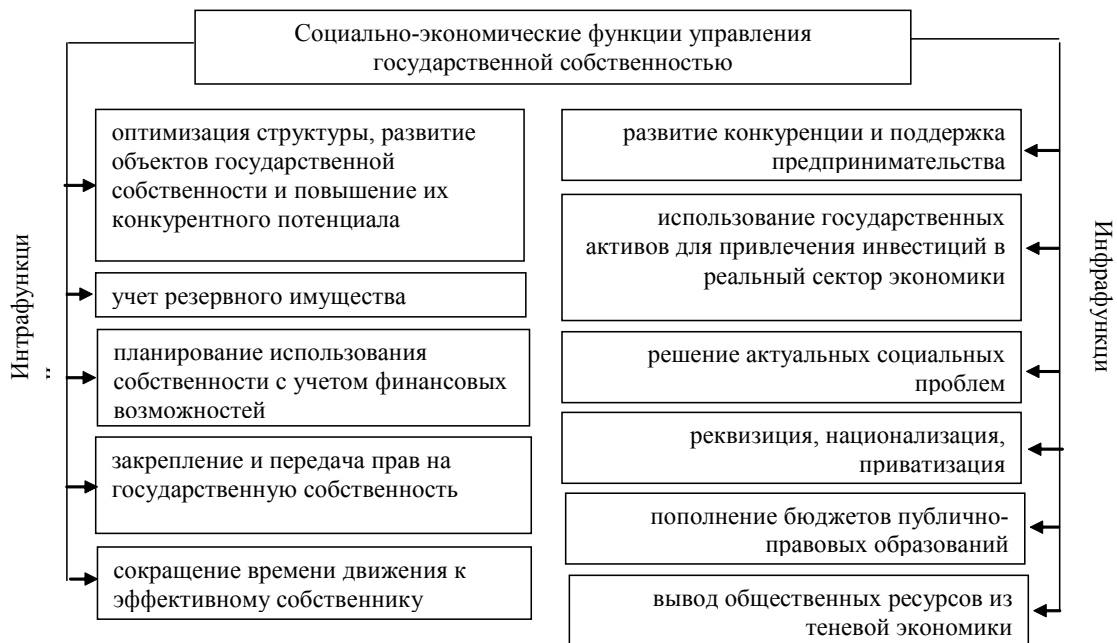 Социально-экономические функции управления
государственной собственностью
оптимизация структуры, развитие
объектов государственной
собственности и повышение их
конкурентного потенциала
учет резервного имущества
планирование использования
собственности с учетом финансовых
возможностей
закрепление и передача прав на
государственную собственность
сокращение времени движения к
эффективному собственнику
развитие конкуренции и поддержка
предпринимательства
использование государственных
активов для привлечения инвестиций в
реальный сектор экономики
решение актуальных социальных
проблем
реквизиция, национализация,
приватизация
пополнение бюджетов публично-
правовых образований
вывод общественных ресурсов из
теневой экономики
Интрафункци
Инфрафункци